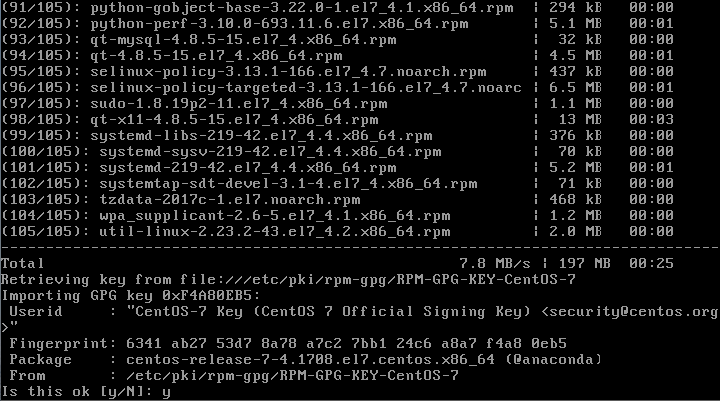 (91/105): python-gobject-base-3.22.0-1.el7_4.1.x86_64.rpm | 294 kB 00:00
(92/105): python-perf-3.10.0-693.11.6.el7.x86_64.rpm | 5.1 MB 00:01
(93/105): qt-mysql-4.8.5-15.el7_4.x86_64.rpm | 32 kB 00:00
(94/105): qt-4.8.5-15.el7_4.x86_64.rpm | 4.5 MB 00:01
(95/105): selinux-policy-3.13.1-166.el7_4.7.noarch.rpm | 437 kB 00:00
(96/105): selinux-policy-targeted-3.13.1-166.el7_4.7.noarc | 6.5 MB 00:01
(97/105): sudo-1.8.19p2-11.el7_4.x86_64.rpm | 1.1 MB 00:00
(98/105): qt-x11-4.8.5-15.el7_4.x86_64.rpm | 13 MB 00:03
(99/105): systemd-libs-219-42.el7_4.4.x86_64.rpm | 376 kB 00:00
(100/105): systemd-sysv-219-42.el7_4.4.x86_64.rpm | 70 kB 00:00
(101/105): systemd-219-42.el7_4.4.x86_64.rpm | 5.2 MB 00:01
(102/105): systemtap-sdt-devel-3.1-4.el7_4.x86_64.rpm | 71 kB 00:00
(103/105): tzdata-2017c-1.el7.noarch.rpm | 468 kB 00:00
(104/105): wpa_supplicant-2.6-5.el7_4.1.x86_64.rpm | 1.2 MB 00:00
(105/105): util-linux-2.23.2-43.el7_4.2.x86_64.rpm | 2.0 MB 00:00
--------------------------------------------------------------------------------
Total 7.8 MB/s | 197 MB 00:25
Retrieving key from file:///etc/pki/rpm-gpg/RPM-GPG-KEY-CentOS-7
Importing GPG key 0xF4A80EB5:
Userid : "CentOS-7 Key (CentOS 7 Official Signing Key) <security@centos.org
>"
Fingerprint: 6341 ab27 53d7 8a78 a7c2 7bb1 24c6 a8a7 f4a8 0eb5
Package : centos-release-7-4.1708.el7.centos.x86_64 (@anaconda)
From : /etc/pki/rpm-gpg/RPM-GPG-KEY-CentOS-7
Is this ok [y/N]: y